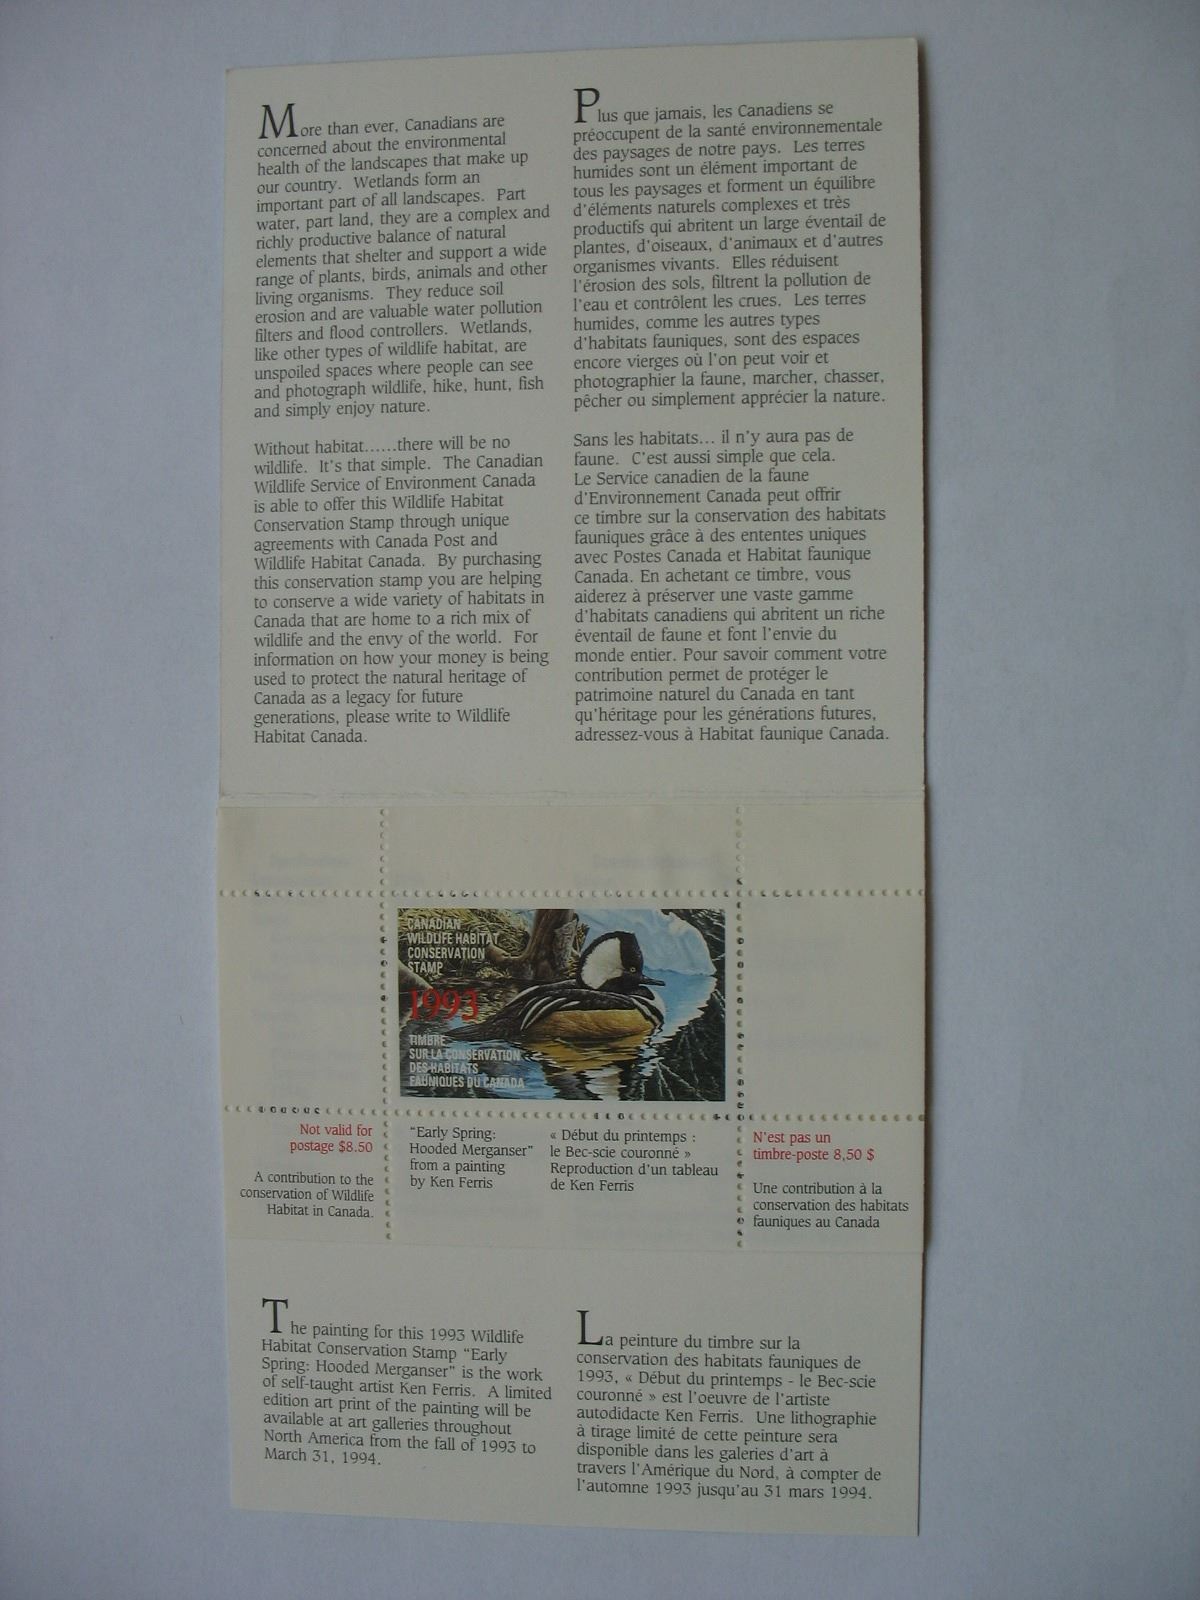 More than ever, Canadians are
concerned about the environmental
health of the landscapes that make up
our country. Wetlands form an
important part of all landscapes. Part
water, part land, they are a complex and
richly productive balance of natural
elements that shelter and support a wide
range of plants, birds, animals and other
living organisms. They reduce soil
erosion and are valuable water pollution
filters and flood controllers. Wetlands,
like other types of wildlife habitat, are
unspoiled spaces where people can see
and photograph wildlife, hike, hunt, fish
and simply enjoy nature.
Without habitat......there will be no
wildlife. It's that simple. The Canadian
Wildlife Service of Environment Canada
is able to offer this Wildlife Habitat
Conservation Stamp through unique
agreements with Canada Post and
Wildlife Habitat Canada. By purchasing
this conservation stamp you are helping
to conserve a wide variety of habitats in
Canada that are home to a rich mix of
wildlife and the envy of the world. For
information on how your money is being
used to protect the natural heritage of
Canada as a legacy for future
generations, please write to Wildlife
Habitat Canada.
Plus que jamais, les Canadiens se
préoccupent de la santé environnementale
des paysages de notre pays. Les terres
humides sont un élément important de
tous les paysages et forment un équilibre
d'éléments naturels complexes et très
productifs qui abritent un large éventail de
plantes, d'oiseaux, d'animaux et d'autres
organismes vivants. Elles réduisent
l'érosion des sols, filtrent la pollution de
l'eau et contrôlent les crues. Les terres
humides, comme les autres types
d'habitats fauniques, sont des espaces
encore vierges où l'on peut voir et
photographier la faune, marcher, chasser,
pêcher ou simplement apprécier la nature.
Sans les habitats... il n'y aura pas de
faune. C'est aussi simple que cela.
Le Service canadien de la faune
d'Environnement Canada peut offrir
ce timbre sur la conservation des habitats
fauniques grâce à des ententes uniques
avec Postes Canada et Habitat faunique
Canada. En achetant ce timbre, vous
aiderez à préserver une vaste gamme
d'habitats canadiens qui abritent un riche
éventail de faune et font l'envie du
monde entier. Pour savoir comment votre
contribution permet de protéger le
patrimoine naturel du Canada en tant
qu'héritage pour les générations futures,
adressez-vous à Habitat faunique Canada.
CANADIAN
WILDLIFE HABITAT
CONSERVATION
STAMP
1993
TIMBRE
SUR LA CONSERVATION
DES HABITATS
FAUNIQUES DU CANADA
Not valid for
postage $8.50
A contribution to the
conservation of Wildlife
Habitat in Canada.
"Early Spring:
Hooded Merganser"
from a painting
by Ken Ferris
« Début du printemps :
le Bec-scie couronné »
Reproduction d'un tableau
de Ken Ferris
N'est pas un
timbre-poste 8,50 $
Une contribution à la
conservation des habitats
fauniques au Canada
The painting for this 1993 Wildlife
Habitat Conservation Stamp "Early
Spring: Hooded Merganser" is the work
of self-taught artist Ken Ferris. A limited
edition art print of the painting will be
available at art galleries throughout
North America from the fall of 1993 to
March 31, 1994.
La peinture du timbre sur la
conservation des habitats fauniques de
1993, « Début du printemps - le Bec-scie
couronné » est l'oeuvre de l'artiste
autodidacte Ken Ferris. Une lithographie
à tirage limité de cette peinture sera
disponible dans les galeries d'art à
travers l'Amérique du Nord, à compter de
l'automne 1993 jusqu'au 31 mars 1994.